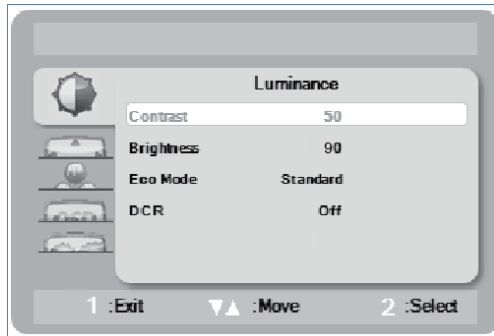 Luminance
Contrast 50
Brightness 90
Eco Mode Standard
DCR Off
1 :Exit ▼▲ :Move 2 :Select